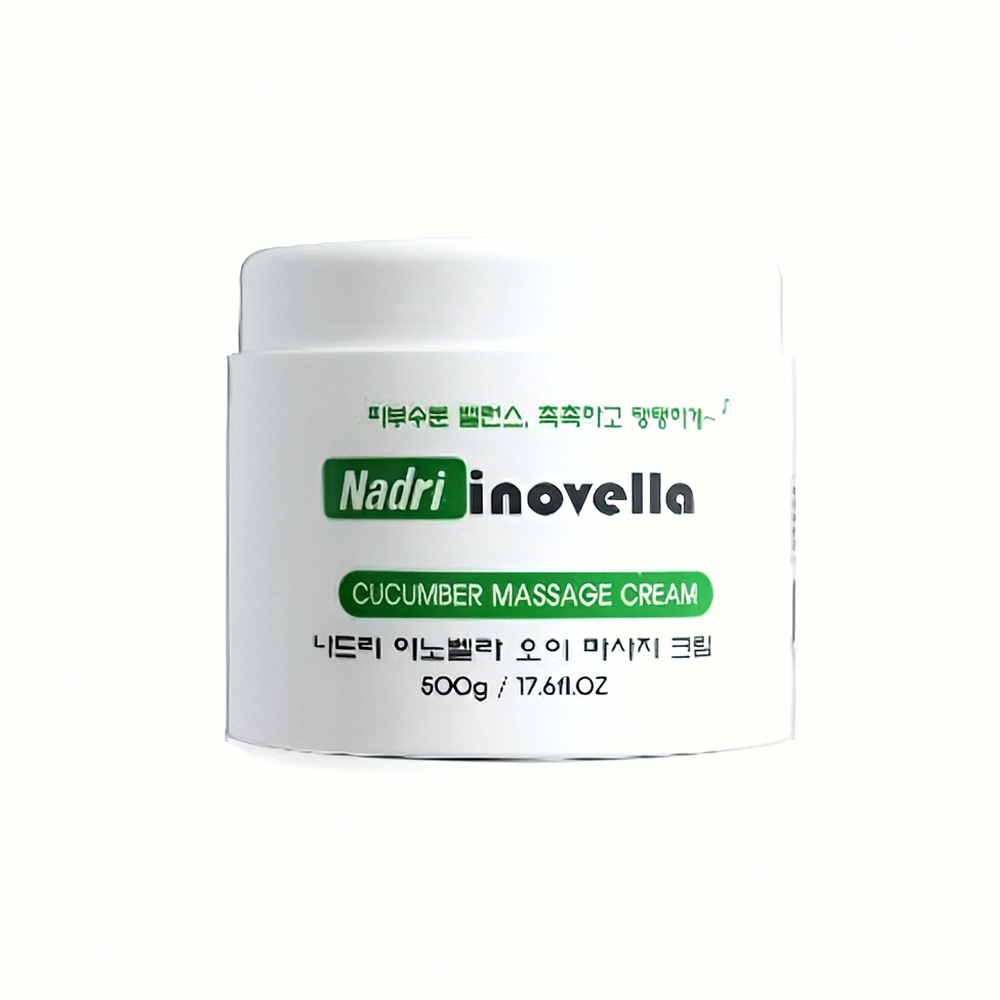 피부수분 밸런스, 촉촉하고 탱탱하게~♪
Nadri inovella
CUCUMBER MASSAGE CREAM
나드리 이노벨라 오이 마사지 크림
500g / 17.6fl.OZ